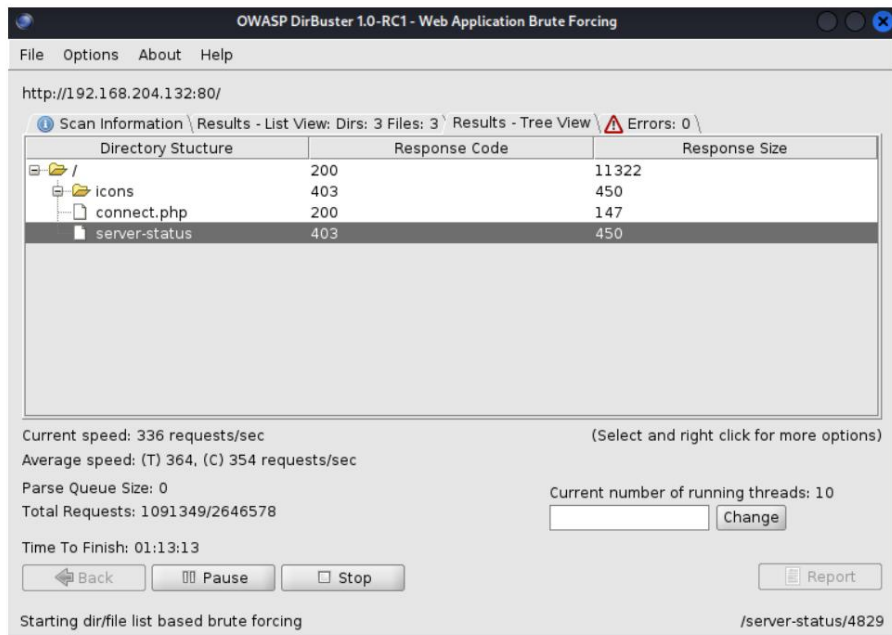 OWASP DirBuster 1.0-RC1 - Web Application Brute Forcing
File Options About Help
http://192.168.204.132:80/
Scan Information Results - List View: Dirs: 3 Files: 3 Results - Tree View Errors: 0
Directory Stucture Response Code Response Size
/ 200 11322
icons 403 450
connect.php 200 147
server-status 403 450
Current speed: 336 requests/sec (Select and right click for more options)
Average speed: (T) 364, (C) 354 requests/sec
Parse Queue Size: 0 Current number of running threads: 10
Total Requests: 1091349/2646578 Change
Time To Finish: 01:13:13
Back Pause Stop Report
Starting dir/file list based brute forcing /server-status/4829